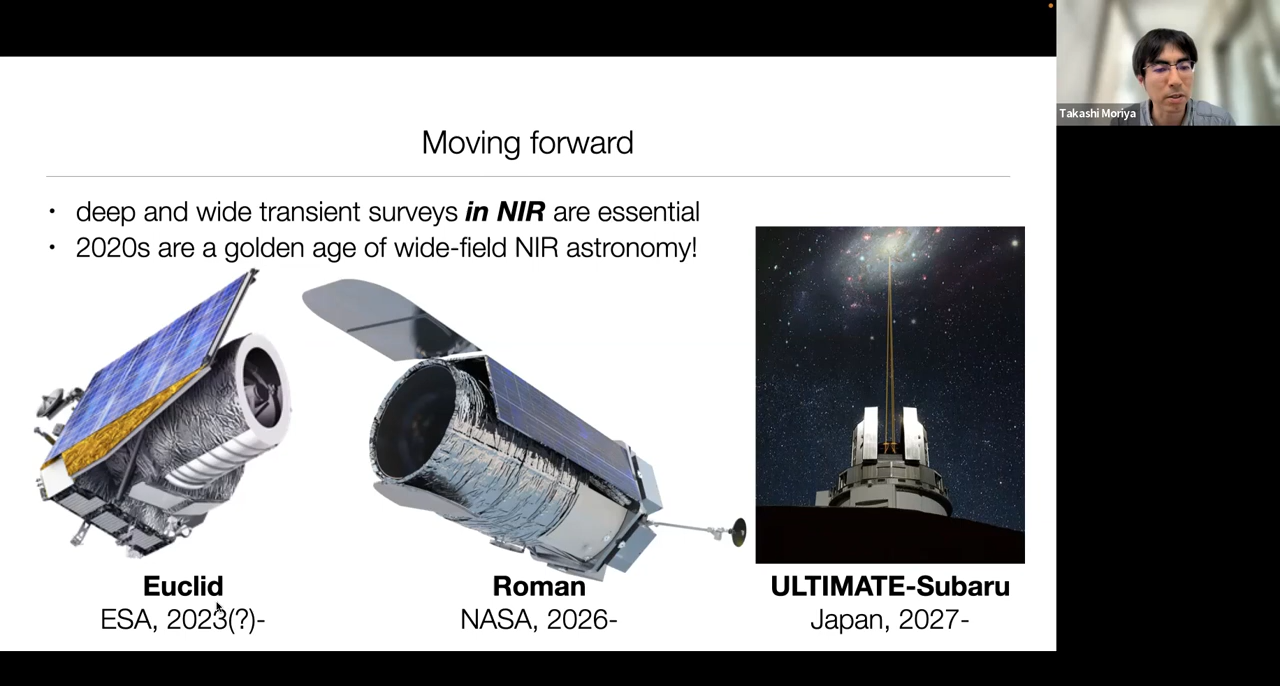 Takashi Moriya
Moving forward
• deep and wide transient surveys in NIR are essential
• 2020s are a golden age of wide-field NIR astronomy!
Euclid
ESA, 2023(?)-
Roman
NASA, 2026-
ULTIMATE-Subaru
Japan, 2027-